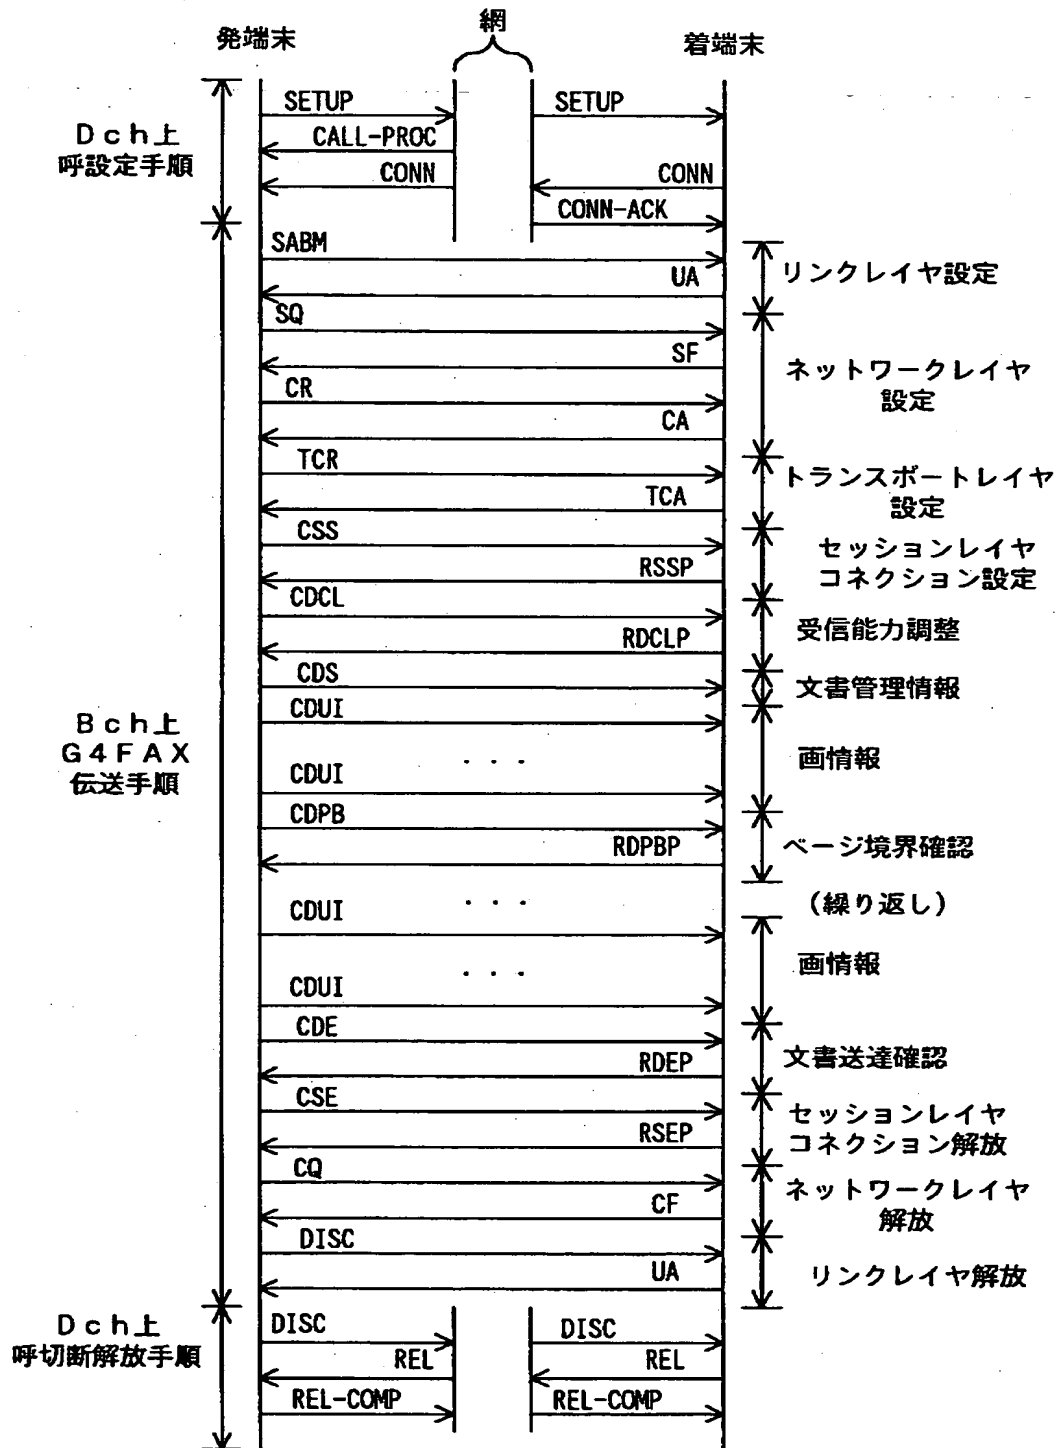 網
発端末
着端末
SETUP
SETUP
CALL-PROC
Dch上
呼設定手順
CONN
CONN
CONN-ACK
SABM
UA
リンクレイヤ設定
SQ
SF
ネットワークレイヤ
設定
CR
CA
TCR
トランスポートレイヤ
設定
TCA
CSS
セッションレイヤ
コネクション設定
RSSP
CDCL
受信能力調整
RDCLP
CDS
文書管理情報
CDUI
Bch上
G4FAX
伝送手順
...
画情報
CDUI
CDPB
RDPBP
ページ境界確認
(繰り返し)
CDUI
...
画情報
...
CDUI
CDE
文書送達確認
RDEP
CSE
セッションレイヤ
コネクション解放
RSEP
CQ
ネットワークレイヤ
解放
CF
DISC
UA
リンクレイヤ解放
Dch上
呼切断解放手順
DISC
DISC
REL
REL
REL-COMP
REL-COMP